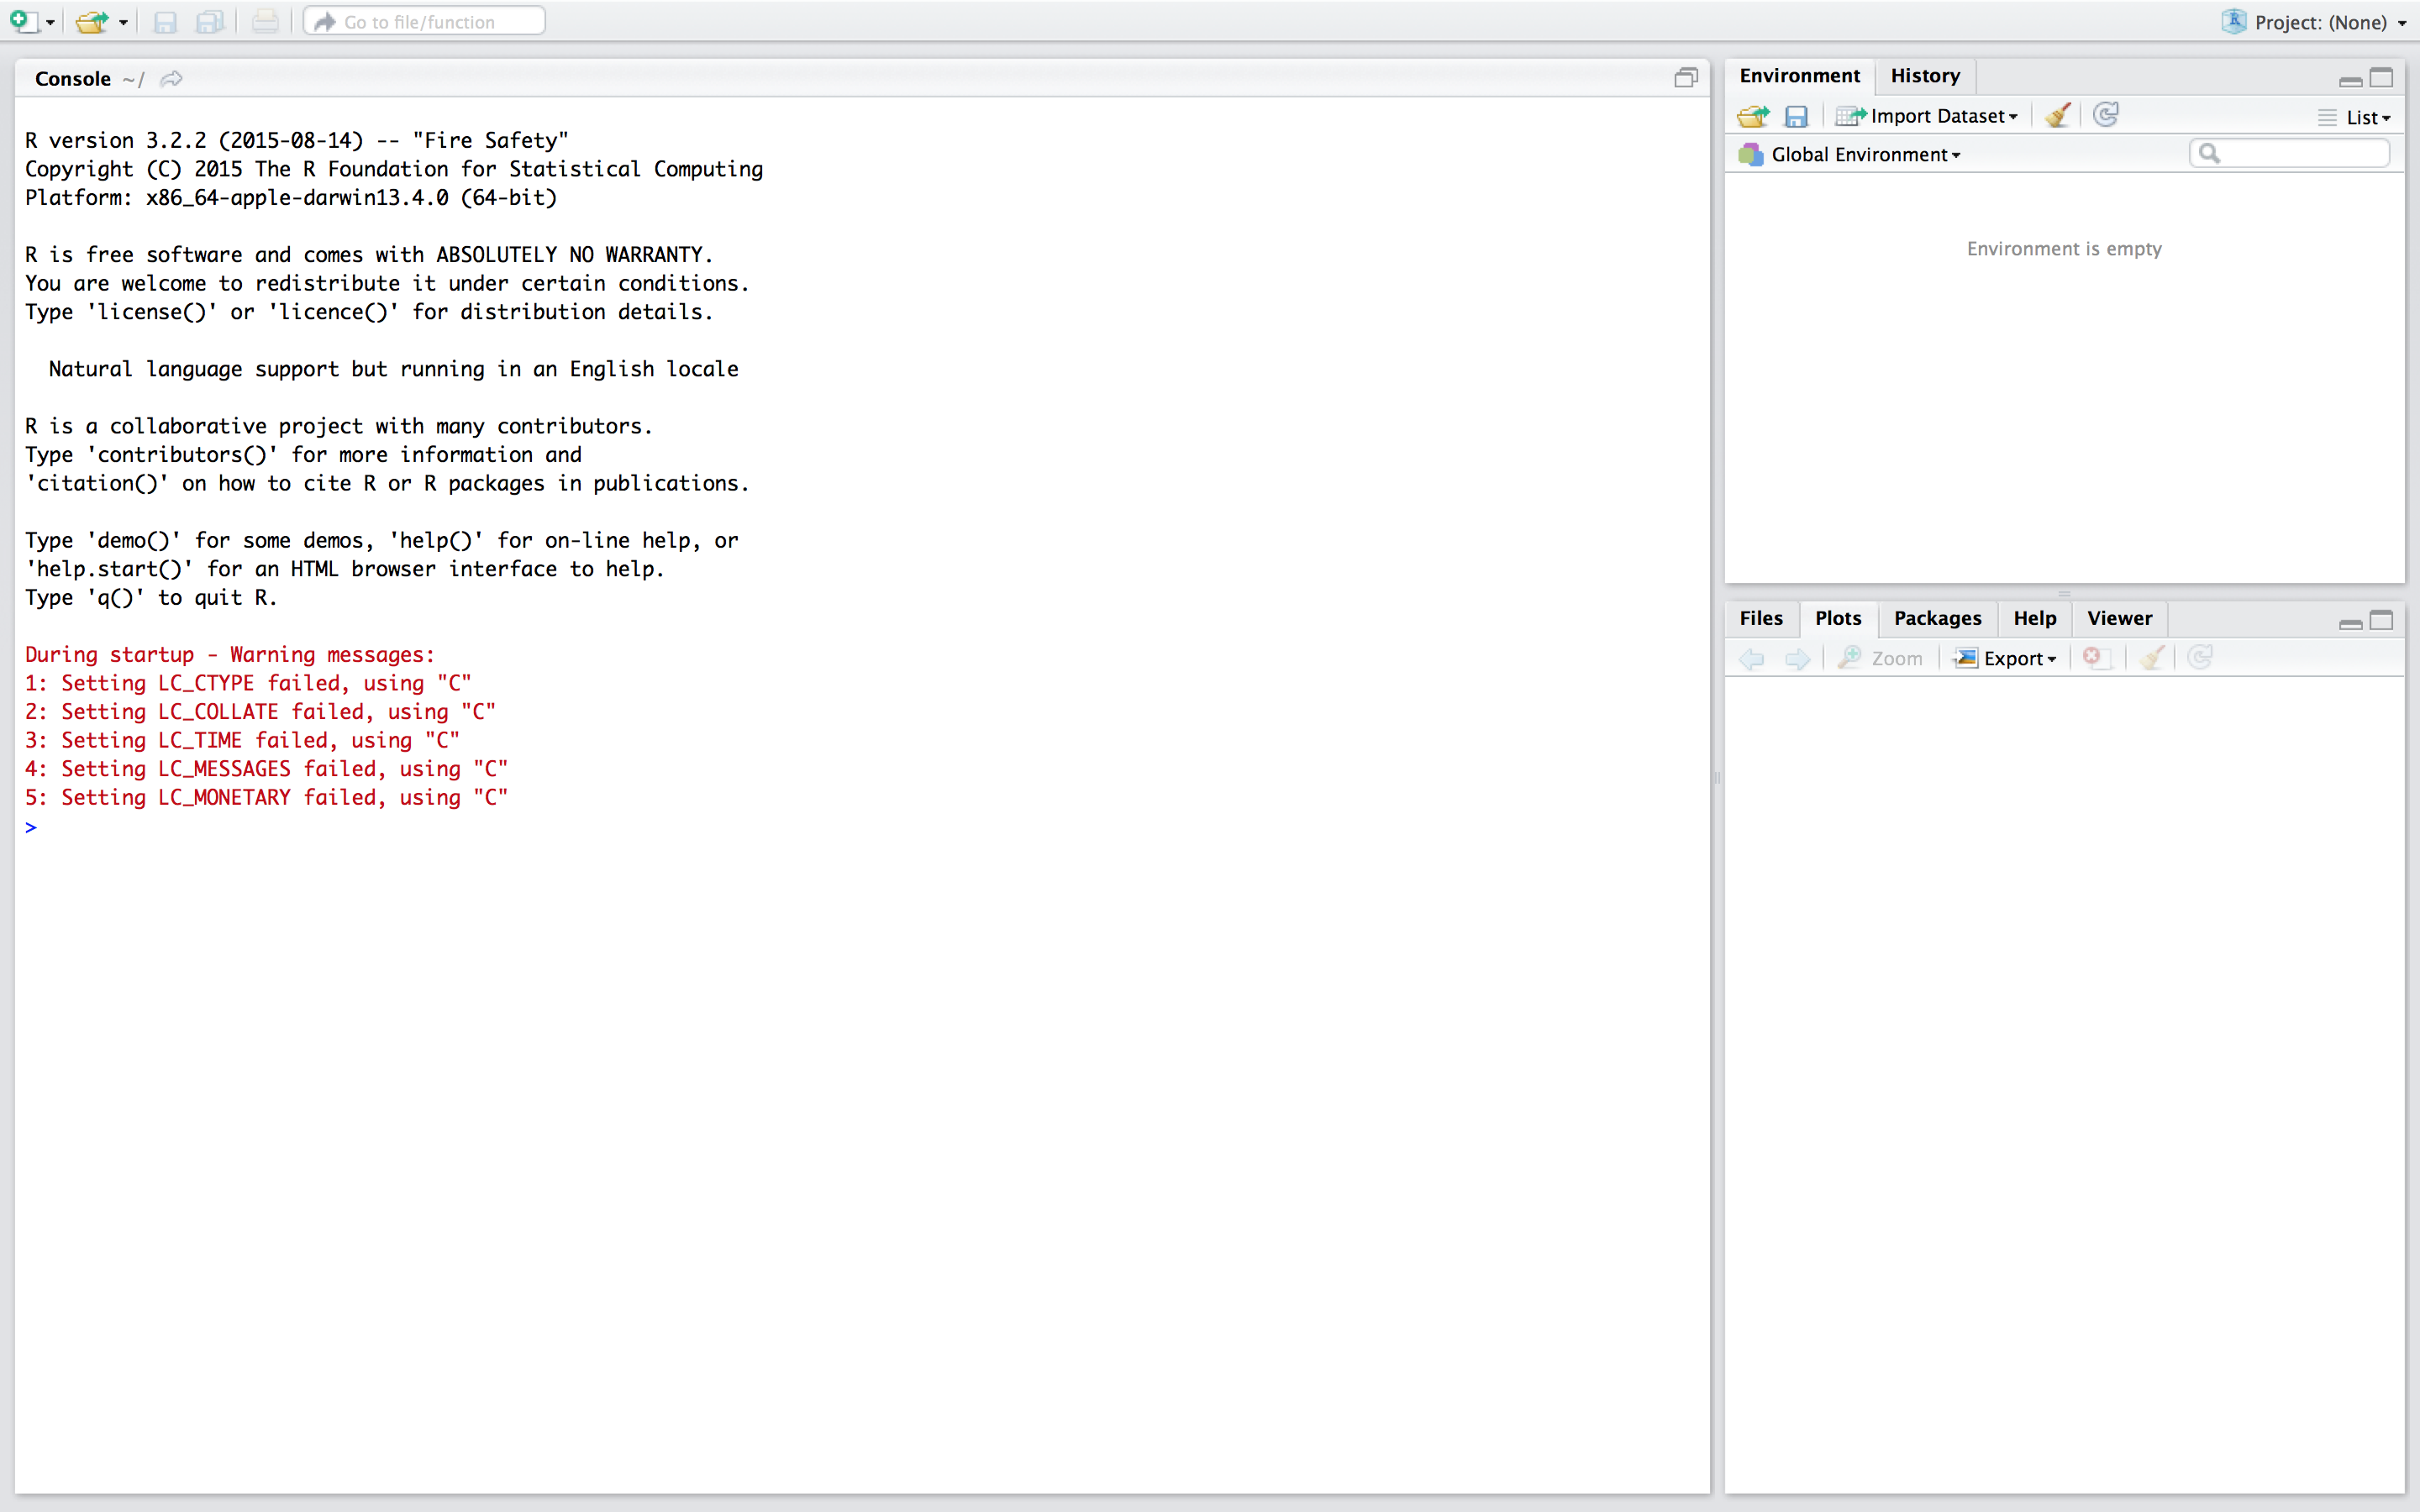 Go to file/function
Project: (None)
Console ~/
R version 3.2.2 (2015-08-14) -- "Fire Safety"
Copyright (C) 2015 The R Foundation for Statistical Computing
Platform: x86_64-apple-darwin13.4.0 (64-bit)
R is free software and comes with ABSOLUTELY NO WARRANTY.
You are welcome to redistribute it under certain conditions.
Type 'license()' or 'licence()' for distribution details.
Natural language support but running in an English locale
R is a collaborative project with many contributors.
Type 'contributors()' for more information and
'citation()' on how to cite R or R packages in publications.
Type 'demo()' for some demos, 'help()' for on-line help, or
'help.start()' for an HTML browser interface to help.
Type 'q()' to quit R.
During startup - Warning messages:
1: Setting LC_CTYPE failed, using "C"
2: Setting LC_COLLATE failed, using "C"
3: Setting LC_TIME failed, using "C"
4: Setting LC_MESSAGES failed, using "C"
5: Setting LC_MONETARY failed, using "C"
>
Environment History
Import Dataset List
Global Environment
Environment is empty
Files Plots Packages Help Viewer
Zoom Export